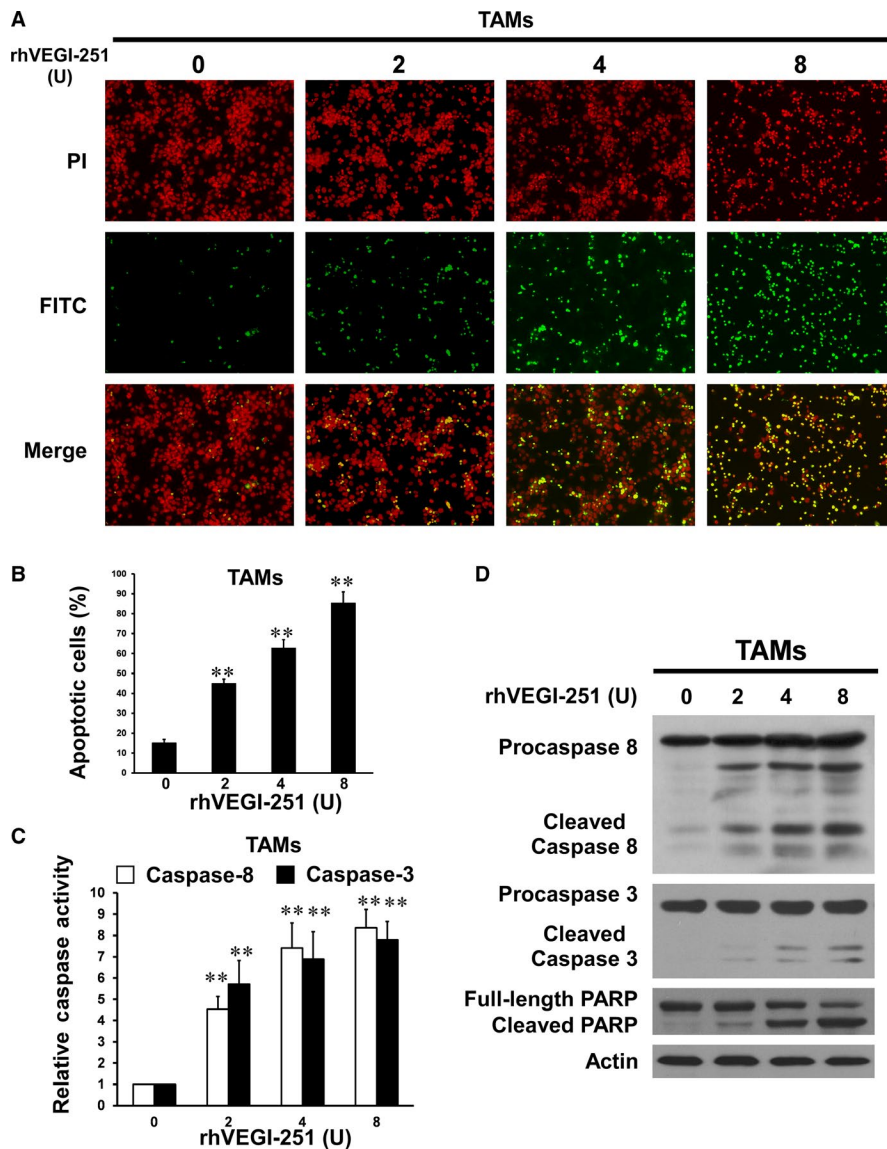 A
TAMs
rhVEGI-251
(U)
0 2 4 8
PI
FITC
Merge
B
TAMs
Apoptotic cells (%)
100
90
80
70
60
50
40
30
20
10
0
** ** **
0 2 4 8
rhVEGI-251 (U)
C
TAMs
Caspase-8 Caspase-3
Relative caspase activity
10
9
8
7
6
5
4
3
2
1
** ** ** ** ** **
0 2 4 8
rhVEGI-251 (U)
D
TAMs
rhVEGI-251 (U) 0 2 4 8
Procaspase 8
Cleaved
Caspase 8
Procaspase 3
Cleaved
Caspase 3
Full-length PARP
Cleaved PARP
Actin